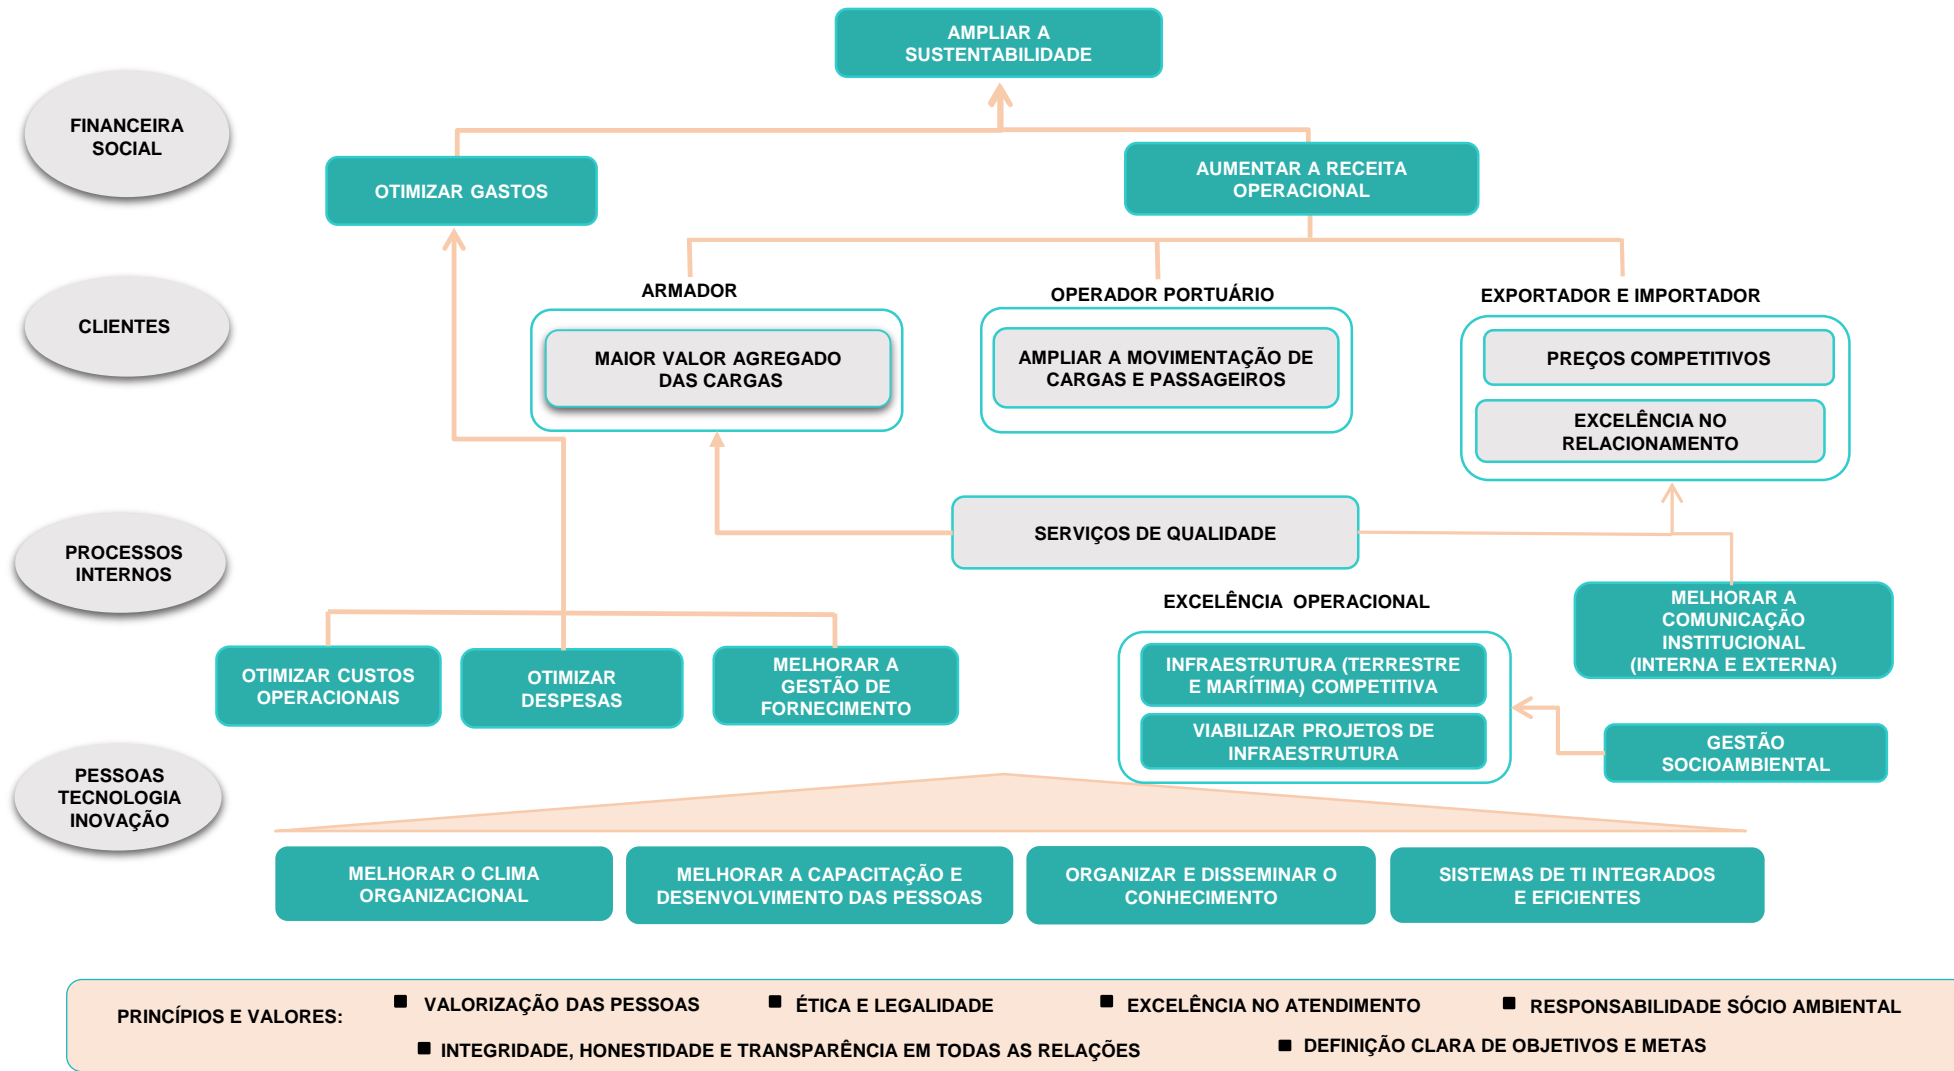 AMPLIAR A
SUSTENTABILIDADE
FINANCEIRA
SOCIAL
OTIMIZAR GASTOS
AUMENTAR A RECEITA
OPERACIONAL
CLIENTES
ARMADOR
MAIOR VALOR AGREGADO
DAS CARGAS
OPERADOR PORTUÁRIO
AMPLIAR A MOVIMENTAÇÃO DE
CARGAS E PASSAGEIROS
EXPORTADOR E IMPORTADOR
PREÇOS COMPETITIVOS
EXCELÊNCIA NO
RELACIONAMENTO
PROCESSOS
INTERNOS
SERVIÇOS DE QUALIDADE
OTIMIZAR CUSTOS
OPERACIONAIS
OTIMIZAR
DESPESAS
MELHORAR A
GESTÃO DE
FORNECIMENTO
EXCELÊNCIA OPERACIONAL
INFRAESTRUTURA (TERRESTRE
E MARÍTIMA) COMPETITIVA
VIABILIZAR PROJETOS DE
INFRAESTRUTURA
MELHORAR A
COMUNICAÇÃO
INSTITUCIONAL
(INTERNA E EXTERNA)
GESTÃO
SOCIOAMBIENTAL
PESSOAS
TECNOLOGIA
INOVAÇÃO
MELHORAR O CLIMA
ORGANIZACIONAL
MELHORAR A CAPACITAÇÃO E
DESENVOLVIMENTO DAS PESSOAS
ORGANIZAR E DISSEMINAR O
CONHECIMENTO
SISTEMAS DE TI INTEGRADOS
E EFICIENTES
PRINCÍPIOS E VALORES:
■ VALORIZAÇÃO DAS PESSOAS
■ ÉTICA E LEGALIDADE
■ EXCELÊNCIA NO ATENDIMENTO
■ RESPONSABILIDADE SÓCIO AMBIENTAL
■ INTEGRIDADE, HONESTIDADE E TRANSPARÊNCIA EM TODAS AS RELAÇÕES
■ DEFINIÇÃO CLARA DE OBJETIVOS E METAS